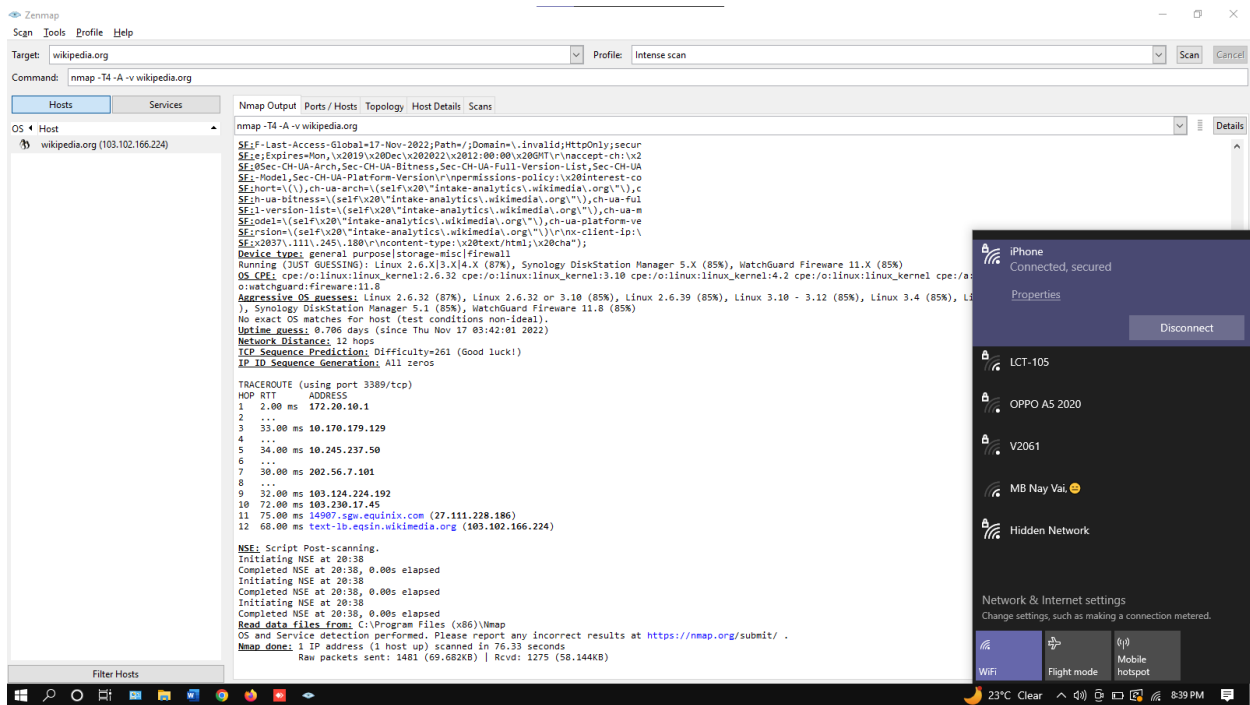 Zenmap
Scan Tools Profile Help
Target: wikipedia.org Profile: Intense scan Scan Cancel
Command: nmap -T4 -A -v wikipedia.org
Hosts Services
OS Host
wikipedia.org (103.102.166.224)
Filter Hosts
Nmap Output Ports / Hosts Topology Host Details Scans
nmap -T4 -A -v wikipedia.org Details
SF:F-Last-Access-Global=17-Nov-2022;Path=/;Domain=\.invalid;HttpOnly;secur
SF:e;Expires=Mon,\x2019\x20Dec\x202022\x2012:00:00\x20GMT\r\naccept-ch:\x2
SF:0Sec-CH-UA-Arch,Sec-CH-UA-Bitness,Sec-CH-UA-Full-Version-List,Sec-CH-UA
SF:-Model,Sec-CH-UA-Platform-Version\r\npermissions-policy:\x20interest-co
SF:hort=\(\),ch-ua-arch=\(self\x20\"intake-analytics\.wikimedia\.org\"\),c
SF:h-ua-bitness=\(self\x20\"intake-analytics\.wikimedia\.org\"\),ch-ua-ful
SF:l-version-list=\(self\x20\"intake-analytics\.wikimedia\.org\"\),ch-ua-m
SF:odel=\(self\x20\"intake-analytics\.wikimedia\.org\"\),ch-ua-platform-ve
SF:rsion=\(self\x20\"intake-analytics\.wikimedia\.org\"\)\r\nx-client-ip:\
SF:x2037\.111\.245\.180\r\ncontent-type:\x20text/html;\x20cha");
Device type: general purpose|storage-misc|firewall
Running (JUST GUESSING): Linux 2.6.X|3.X|4.X (87%), Synology DiskStation Manager 5.X (85%), WatchGuard Fireware 11.X (85%)
OS CPE: cpe:/o:linux:linux_kernel:2.6.32 cpe:/o:linux:linux_kernel:3.10 cpe:/o:linux:linux_kernel:4.2 cpe:/o:linux:linux_kernel cpe:/a:
o:watchguard:fireware:11.8
Aggressive OS guesses: Linux 2.6.32 (87%), Linux 2.6.32 or 3.10 (85%), Linux 2.6.39 (85%), Linux 3.10 - 3.12 (85%), Linux 3.4 (85%), Li
), Synology DiskStation Manager 5.1 (85%), WatchGuard Fireware 11.8 (85%)
No exact OS matches for host (test conditions non-ideal).
Uptime guess: 0.706 days (since Thu Nov 17 03:42:01 2022)
Network Distance: 12 hops
TCP Sequence Prediction: Difficulty=261 (Good luck!)
IP ID Sequence Generation: All zeros
TRACEROUTE (using port 3389/tcp)
HOP RTT ADDRESS
1 2.00 ms 172.20.10.1
2 ...
3 33.00 ms 10.170.179.129
4 ...
5 34.00 ms 10.245.237.50
6 ...
7 30.00 ms 202.56.7.101
8 ...
9 32.00 ms 103.124.224.192
10 72.00 ms 103.230.17.45
11 75.00 ms 14907.sgw.equinix.com (27.111.228.186)
12 68.00 ms text-lb.eqsin.wikimedia.org (103.102.166.224)
NSE: Script Post-scanning.
Initiating NSE at 20:38
Completed NSE at 20:38, 0.00s elapsed
Initiating NSE at 20:38
Completed NSE at 20:38, 0.00s elapsed
Initiating NSE at 20:38
Completed NSE at 20:38, 0.00s elapsed
Read data files from: C:\Program Files (x86)\Nmap
OS and Service detection performed. Please report any incorrect results at https://nmap.org/submit/ .
Nmap done: 1 IP address (1 host up) scanned in 76.33 seconds
Raw packets sent: 1481 (69.682KB) | Rcvd: 1275 (58.144KB)
iPhone
Connected, secured
Properties
Disconnect
LCT-105
OPPO A5 2020
V2061
MB Nay Vai,😑
Hidden Network
Network & Internet settings
Change settings, such as making a connection metered.
WiFi
Flight mode
Mobile
hotspot
23°C Clear 8:39 PM